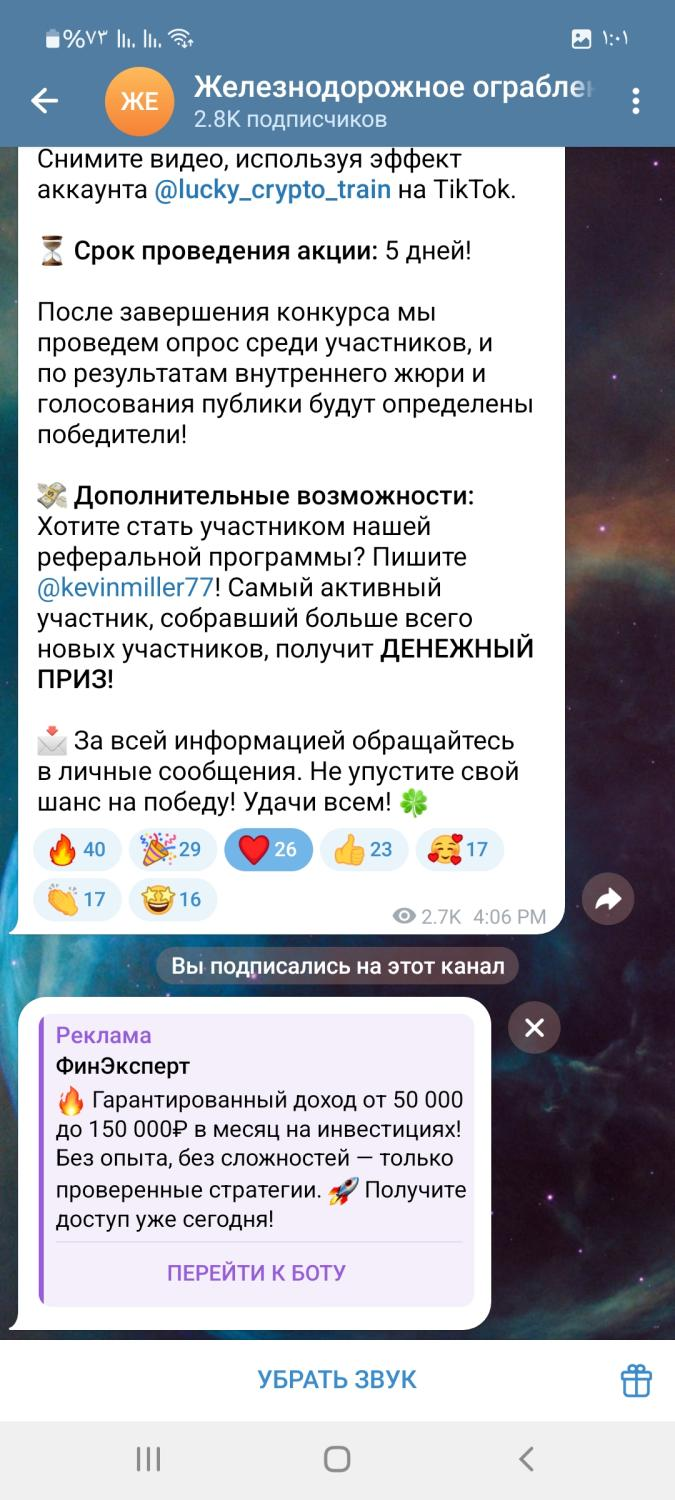 %٧٣
١:٠١
ЖЕ
Железнодорожное ограбле
2.8K подписчиков
Снимите видео, используя эффект
аккаунта @lucky_crypto_train на TikTok.
⏳ Срок проведения акции: 5 дней!
После завершения конкурса мы
проведем опрос среди участников, и
по результатам внутреннего жюри и
голосования публики будут определены
победители!
💸 Дополнительные возможности:
Хотите стать участником нашей
реферальной программы? Пишите
@kevinmiller77! Самый активный
участник, собравший больше всего
новых участников, получит ДЕНЕЖНЫЙ
ПРИЗ!
📩 За всей информацией обращайтесь
в личные сообщения. Не упустите свой
шанс на победу! Удачи всем! 🍀
🔥 40 🎉 29 ❤️ 26 👍 23 🥰 17
👏 17 🤩 16
2.7K 4:06 PM
Вы подписались на этот канал
Реклама
ФинЭксперт
🔥 Гарантированный доход от 50 000
до 150 000₽ в месяц на инвестициях!
Без опыта, без сложностей — только
проверенные стратегии. 🚀 Получите
доступ уже сегодня!
ПЕРЕЙТИ К БОТУ
УБРАТЬ ЗВУК